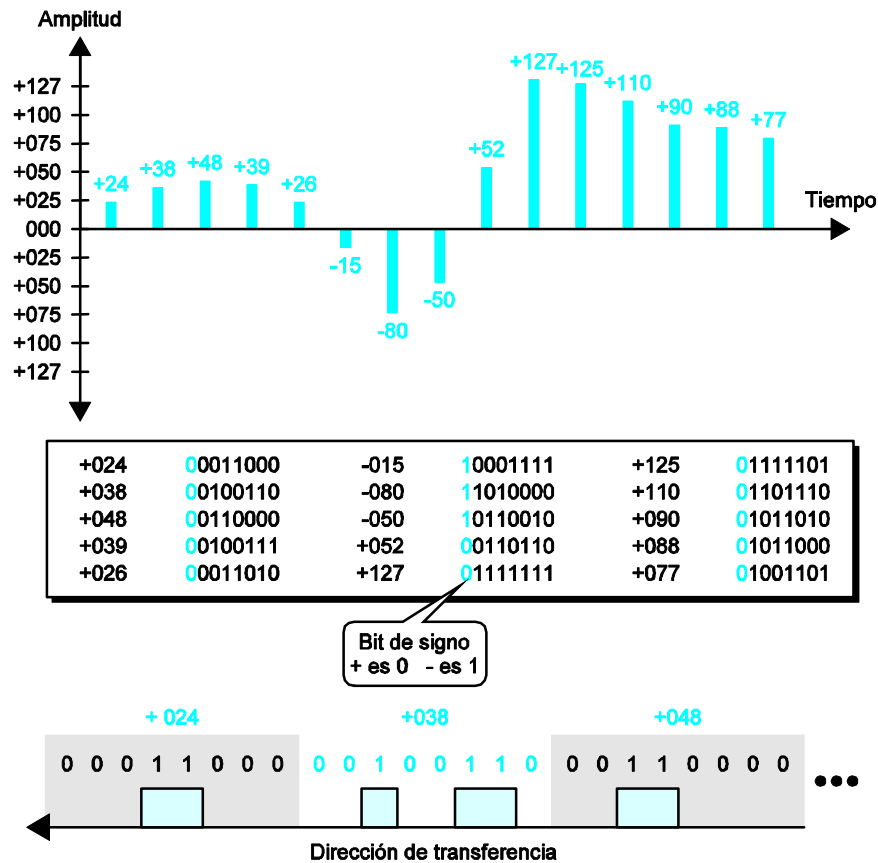 Amplitud
+127
+100
+075
+050
+025
000
+025
+050
+075
+100
+127
+24
+38
+48
+39
+26
-15
-80
-50
+52
+127
+125
+110
+90
+88
+77
Tiempo
+024 00011000 -015 10001111 +125 01111101
+038 00100110 -080 11010000 +110 01101110
+048 00110000 -050 10110010 +090 01011010
+039 00100111 +052 00110110 +088 01011000
+026 00011010 +127 01111111 +077 01001101
Bit de signo
+ es 0 - es 1
+ 024 +038 +048
0 0 0 1 1 0 0 0 0 0 1 0 0 1 1 0 0 0 1 1 0 0 0 0
Dirección de transferencia